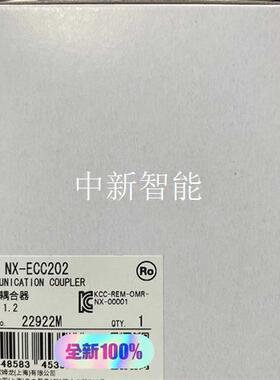 中新智能
NX-ECC202
UNICATION COUPLER
耦合器
1.2
KCC-REM-OMR-
NX-00001
Ro
22922M
QTY. 1
全新100%
48583